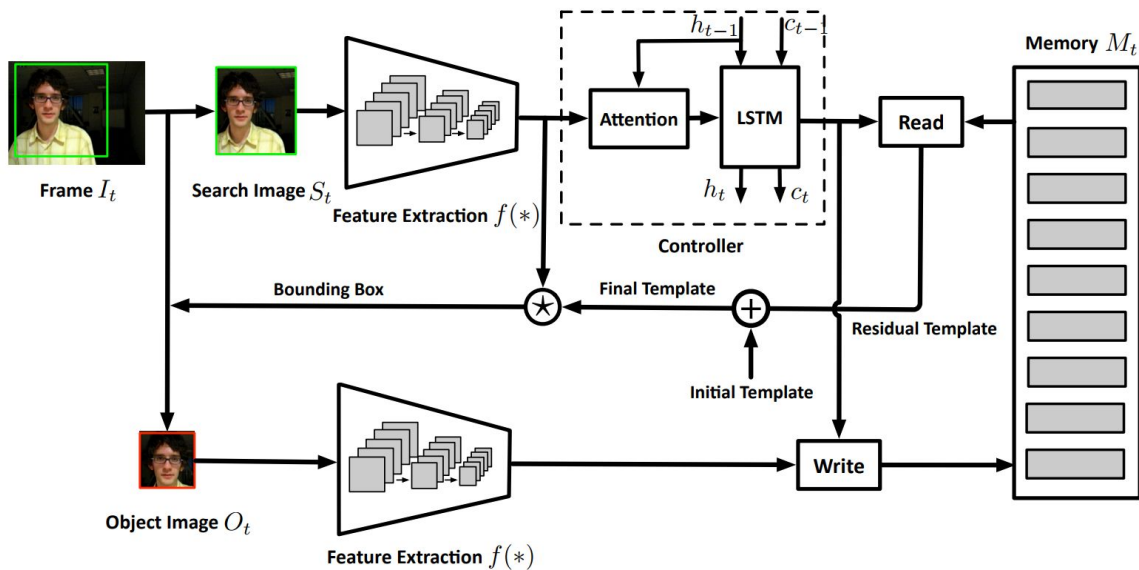 h_{t-1}
c_{t-1}
Memory M_t
Attention
LSTM
Read
Frame I_t
Search Image S_t
h_t
c_t
Feature Extraction f(*)
Controller
Bounding Box
Final Template
Residual Template
Initial Template
Write
Object Image O_t
Feature Extraction f(*)